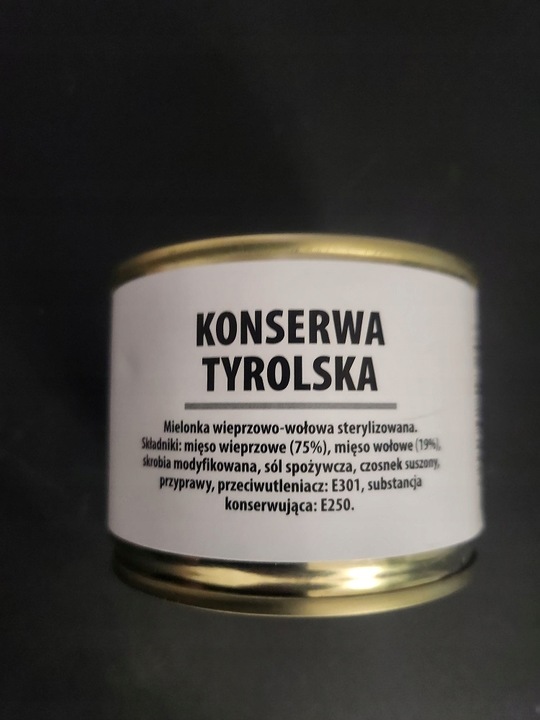 KONSERWA
TYROLSKA
Mielonka wieprzowo-wołowa sterylizowana.
Składniki: mięso wieprzowe (75%), mięso wołowe (19%),
skrobia modyfikowana, sól spożywcza, czosnek suszony,
przyprawy, przeciwutleniacz: E301, substancja
konserwująca: E250.